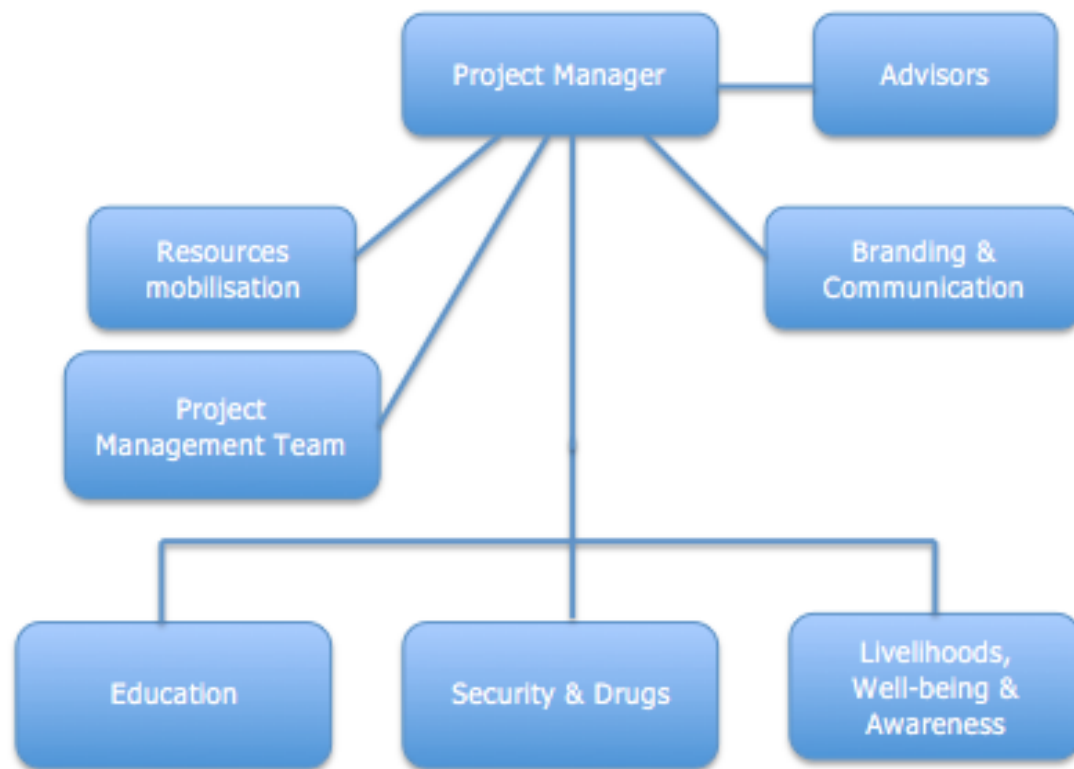 Project Manager
Advisors
Resources
mobilisation
Branding &
Communication
Project
Management Team
Education
Security & Drugs
Livelihoods,
Well-being &
Awareness